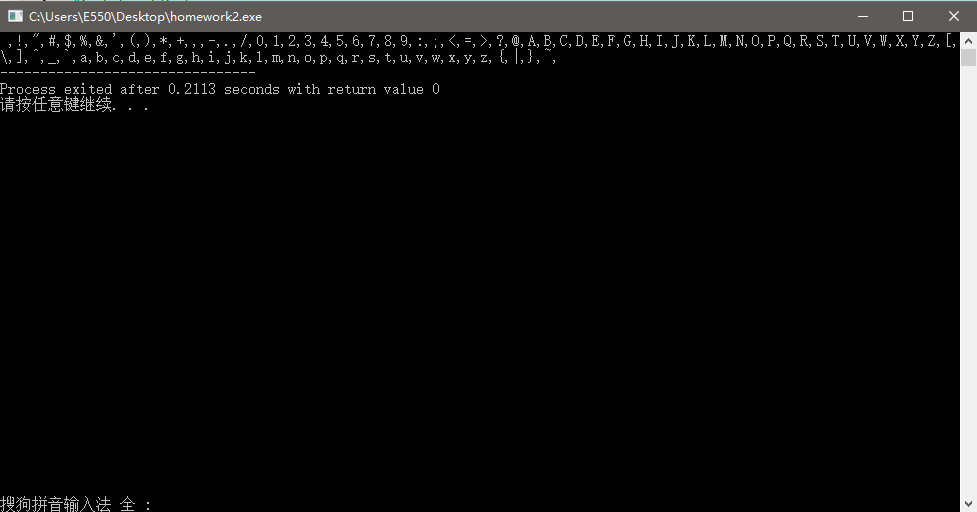 C:\Users\E550\Desktop\homework2.exe
 ,!,",#,$,%,&,',(,),*,+,,,-,.,/,0,1,2,3,4,5,6,7,8,9,:,;,<,=,>,?,@,A,B,C,D,E,F,G,H,I,J,K,L,M,N,O,P,Q,R,S,T,U,V,W,X,Y,Z,[,
\,],^,_,`,a,b,c,d,e,f,g,h,i,j,k,l,m,n,o,p,q,r,s,t,u,v,w,x,y,z,{,|,},~,
--------------------------------
Process exited after 0.2113 seconds with return value 0
请按任意键继续. . .
搜狗拼音输入法 全 :